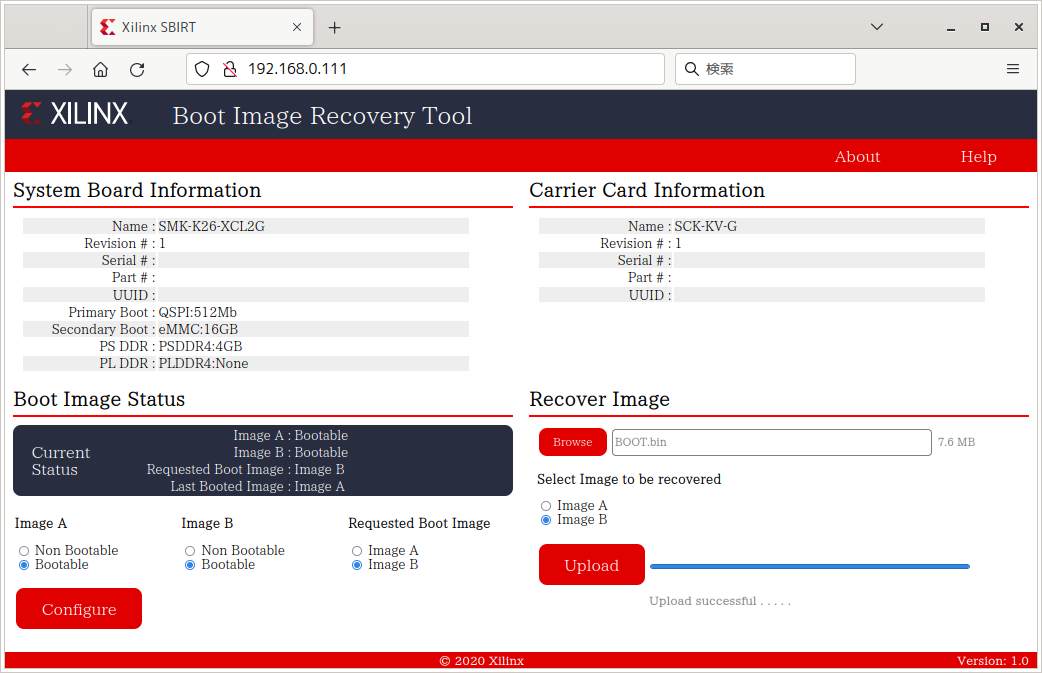 Xilinx SBIRT
192.168.0.111
検索
XILINX
Boot Image Recovery Tool
About
Help
System Board Information
Name : SMK-K26-XCL2G
Revision # : 1
Serial # :
Part # :
UUID :
Primary Boot : QSPI:512Mb
Secondary Boot : eMMC:16GB
PS DDR : PSDDR4:4GB
PL DDR : PLDDR4:None
Carrier Card Information
Name : SCK-KV-G
Revision # : 1
Serial # :
Part # :
UUID :
Boot Image Status
Current
Status
Image A : Bootable
Image B : Bootable
Requested Boot Image : Image B
Last Booted Image : Image A
Image A
Non Bootable
Bootable
Image B
Non Bootable
Bootable
Requested Boot Image
Image A
Image B
Configure
Recover Image
Browse
BOOT.bin
7.6 MB
Select Image to be recovered
Image A
Image B
Upload
Upload successful . . . . .
© 2020 Xilinx
Version: 1.0